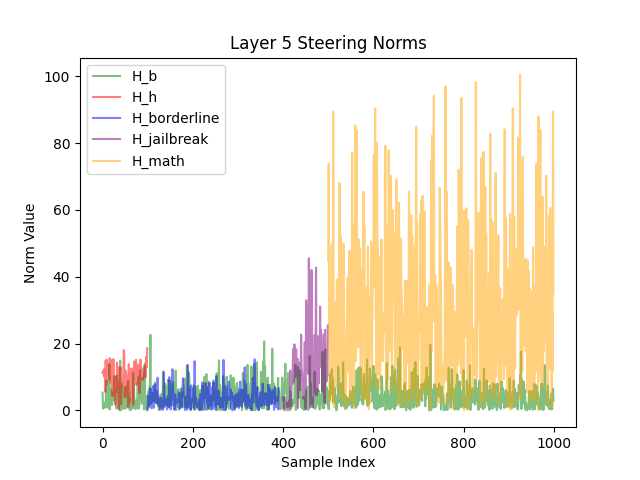 Layer 5 Steering Norms
H_b
H_h
H_borderline
H_jailbreak
H_math
Norm Value
100
80
60
40
20
0
0
200
400
600
800
1000
Sample Index